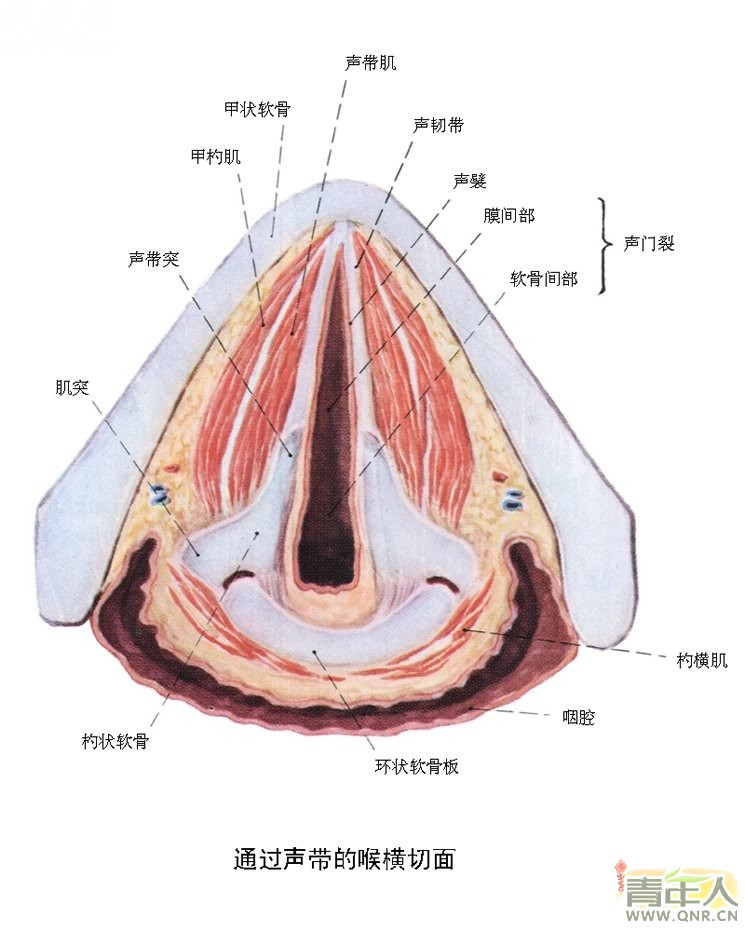 声带肌
甲状软骨
声韧带
甲杓肌
声襞
膜间部
声门裂
声带突
软骨间部
肌突
杓横肌
咽腔
杓状软骨
环状软骨板
通过声带的喉横切面
青年人
WWW.QNR.CN